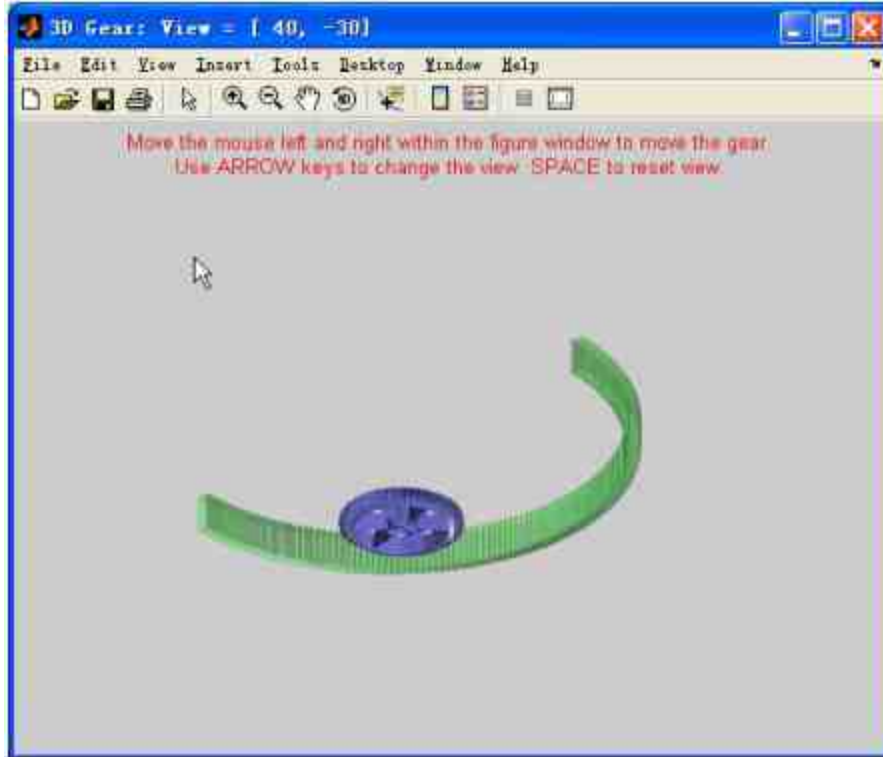 3D Gear: View = [ 40, -30]
File Edit View Insert Tools Desktop Window Help
Move the mouse left and right within the figure window to move the gear
Use ARROW keys to change the view. SPACE to reset view.